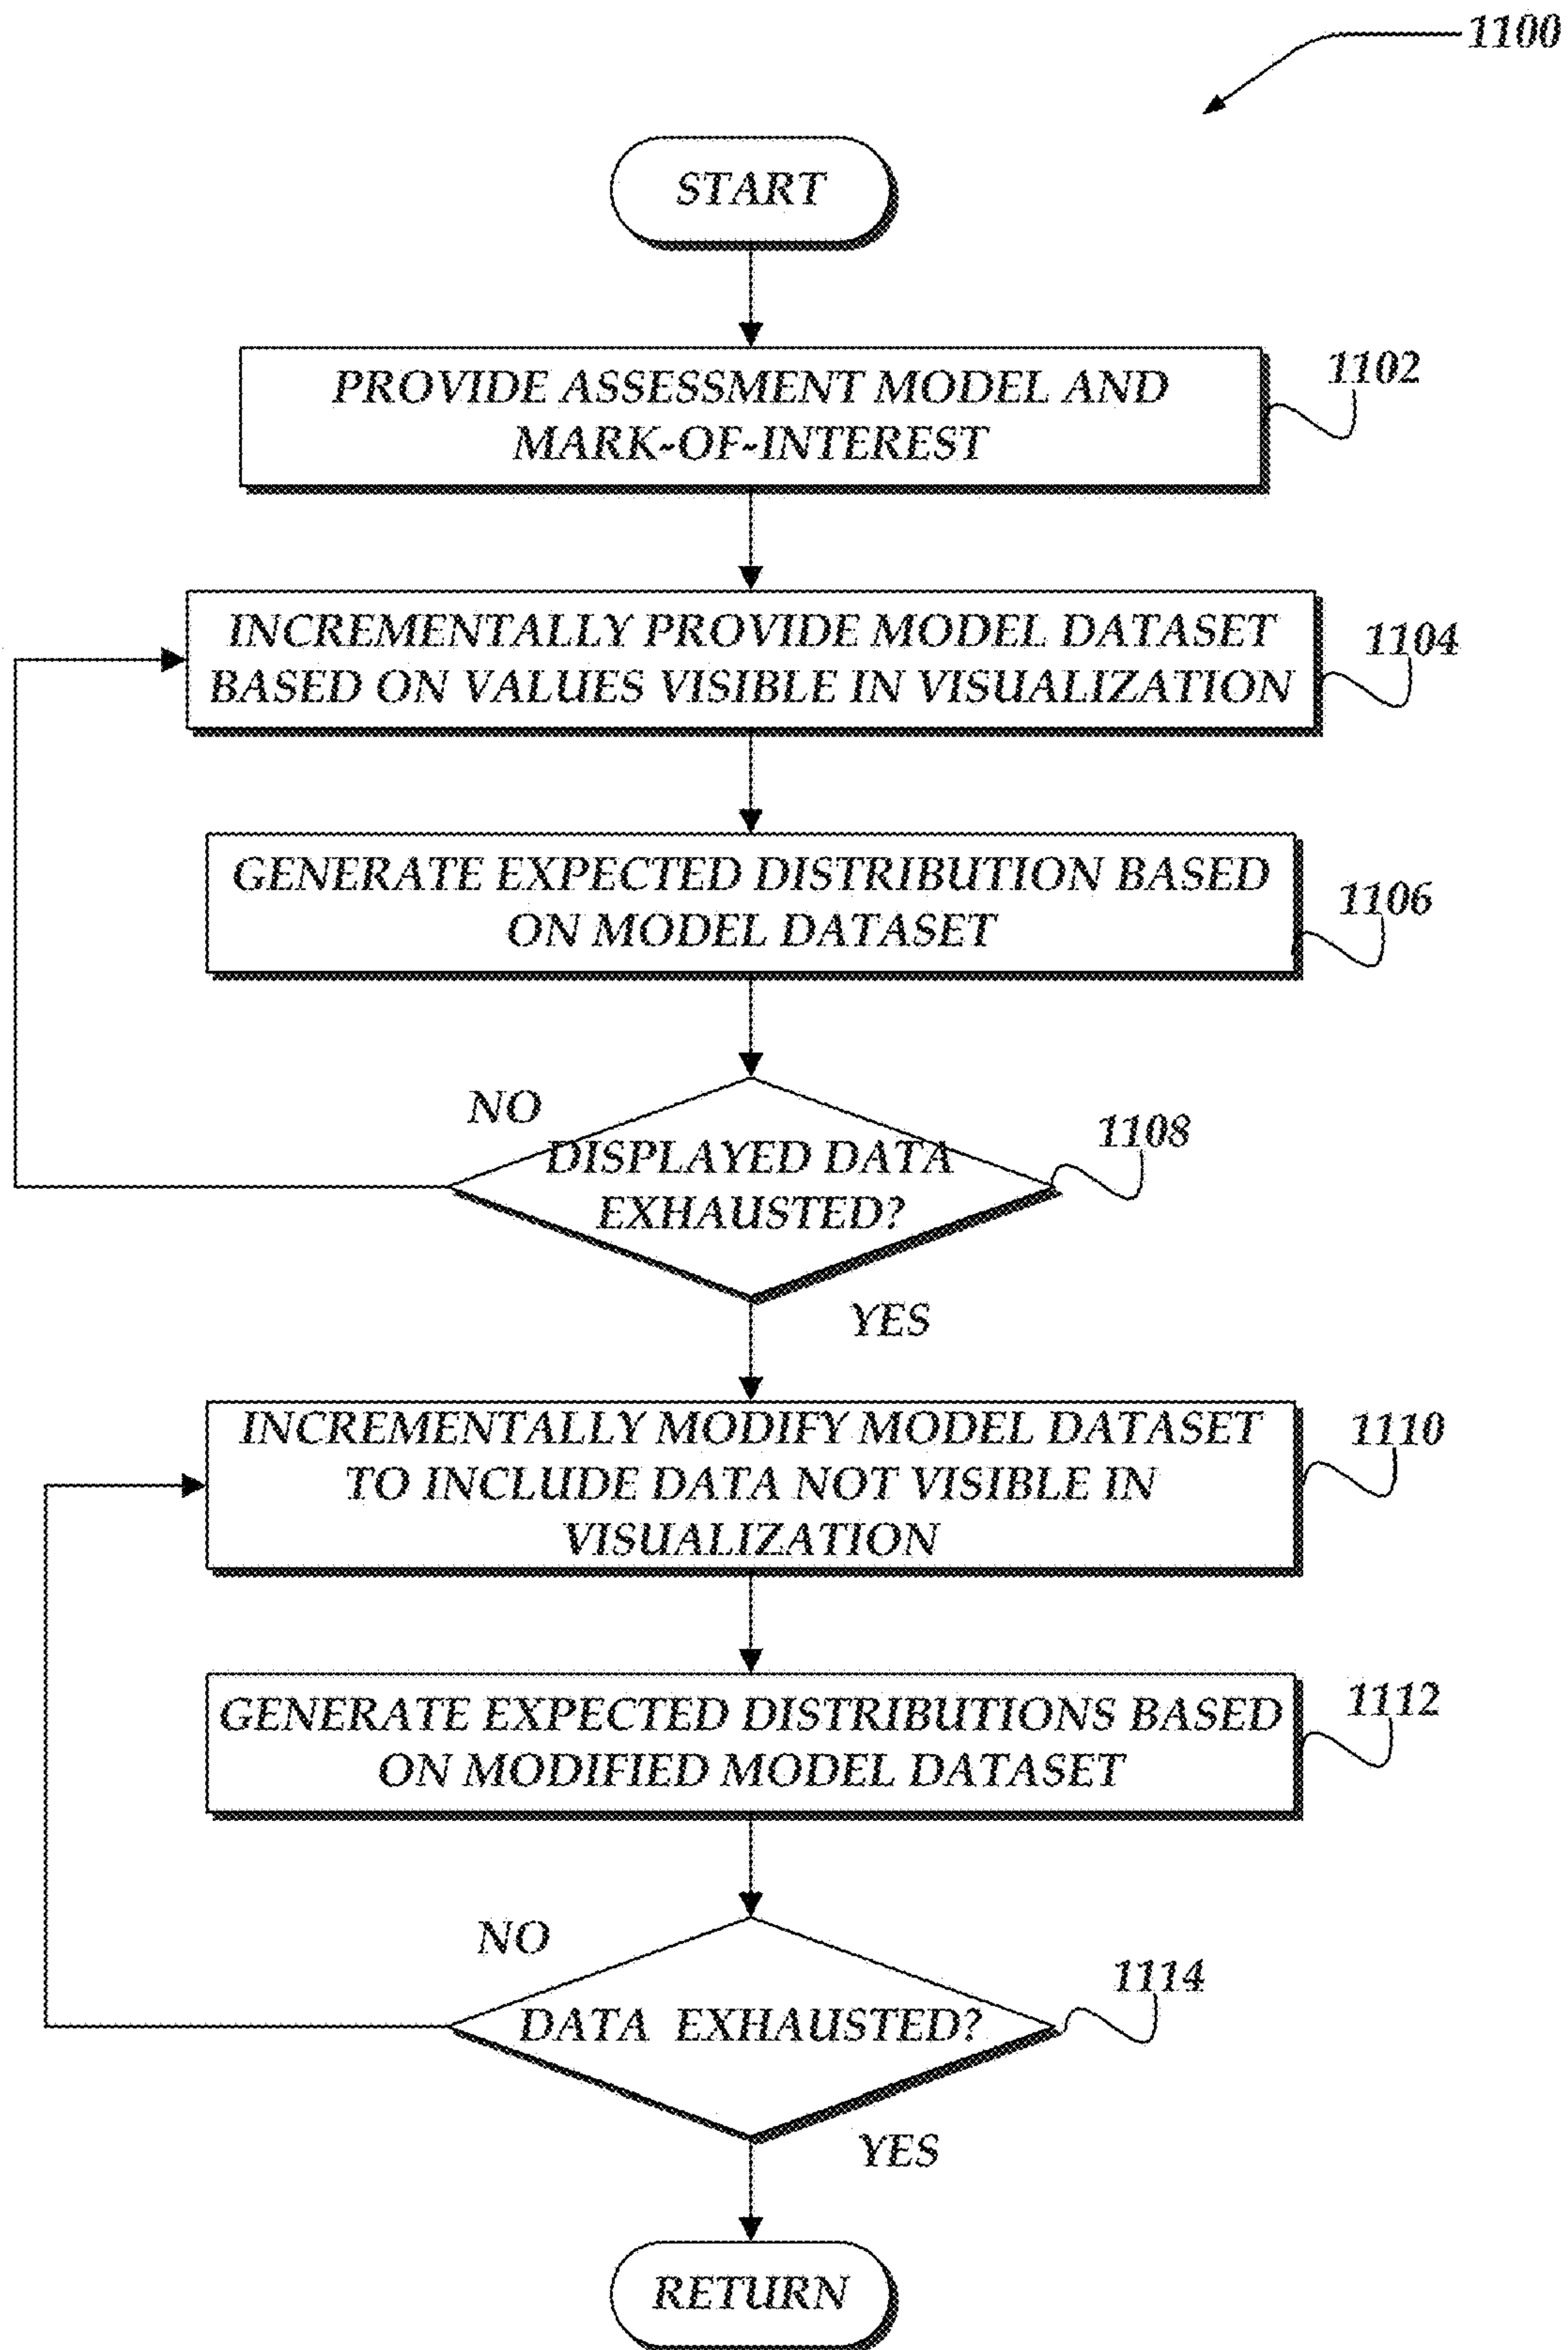 1100
START
PROVIDE ASSESSMENT MODEL AND
MARK-OF-INTEREST
1102
INCREMENTALLY PROVIDE MODEL DATASET
BASED ON VALUES VISIBLE IN VISUALIZATION
1104
GENERATE EXPECTED DISTRIBUTION BASED
ON MODEL DATASET
1106
NO
DISPLAYED DATA
EXHAUSTED?
1108
YES
INCREMENTALLY MODIFY MODEL DATASET
TO INCLUDE DATA NOT VISIBLE IN
VISUALIZATION
1110
GENERATE EXPECTED DISTRIBUTIONS BASED
ON MODIFIED MODEL DATASET
1112
NO
DATA EXHAUSTED?
1114
YES
RETURN